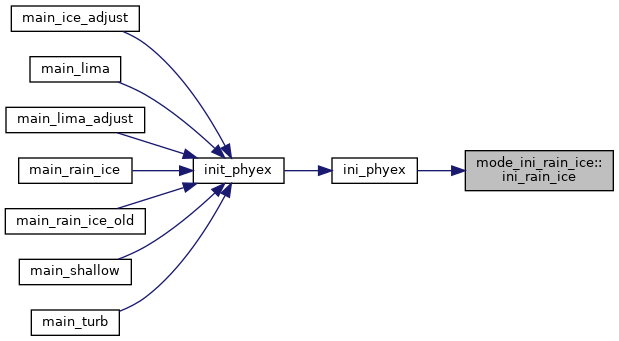 main_ice_adjust
main_lima
main_lima_adjust
main_rain_ice
main_rain_ice_old
main_shallow
main_turb
init_phyex
ini_phyex
mode_ini_rain_ice::
ini_rain_ice